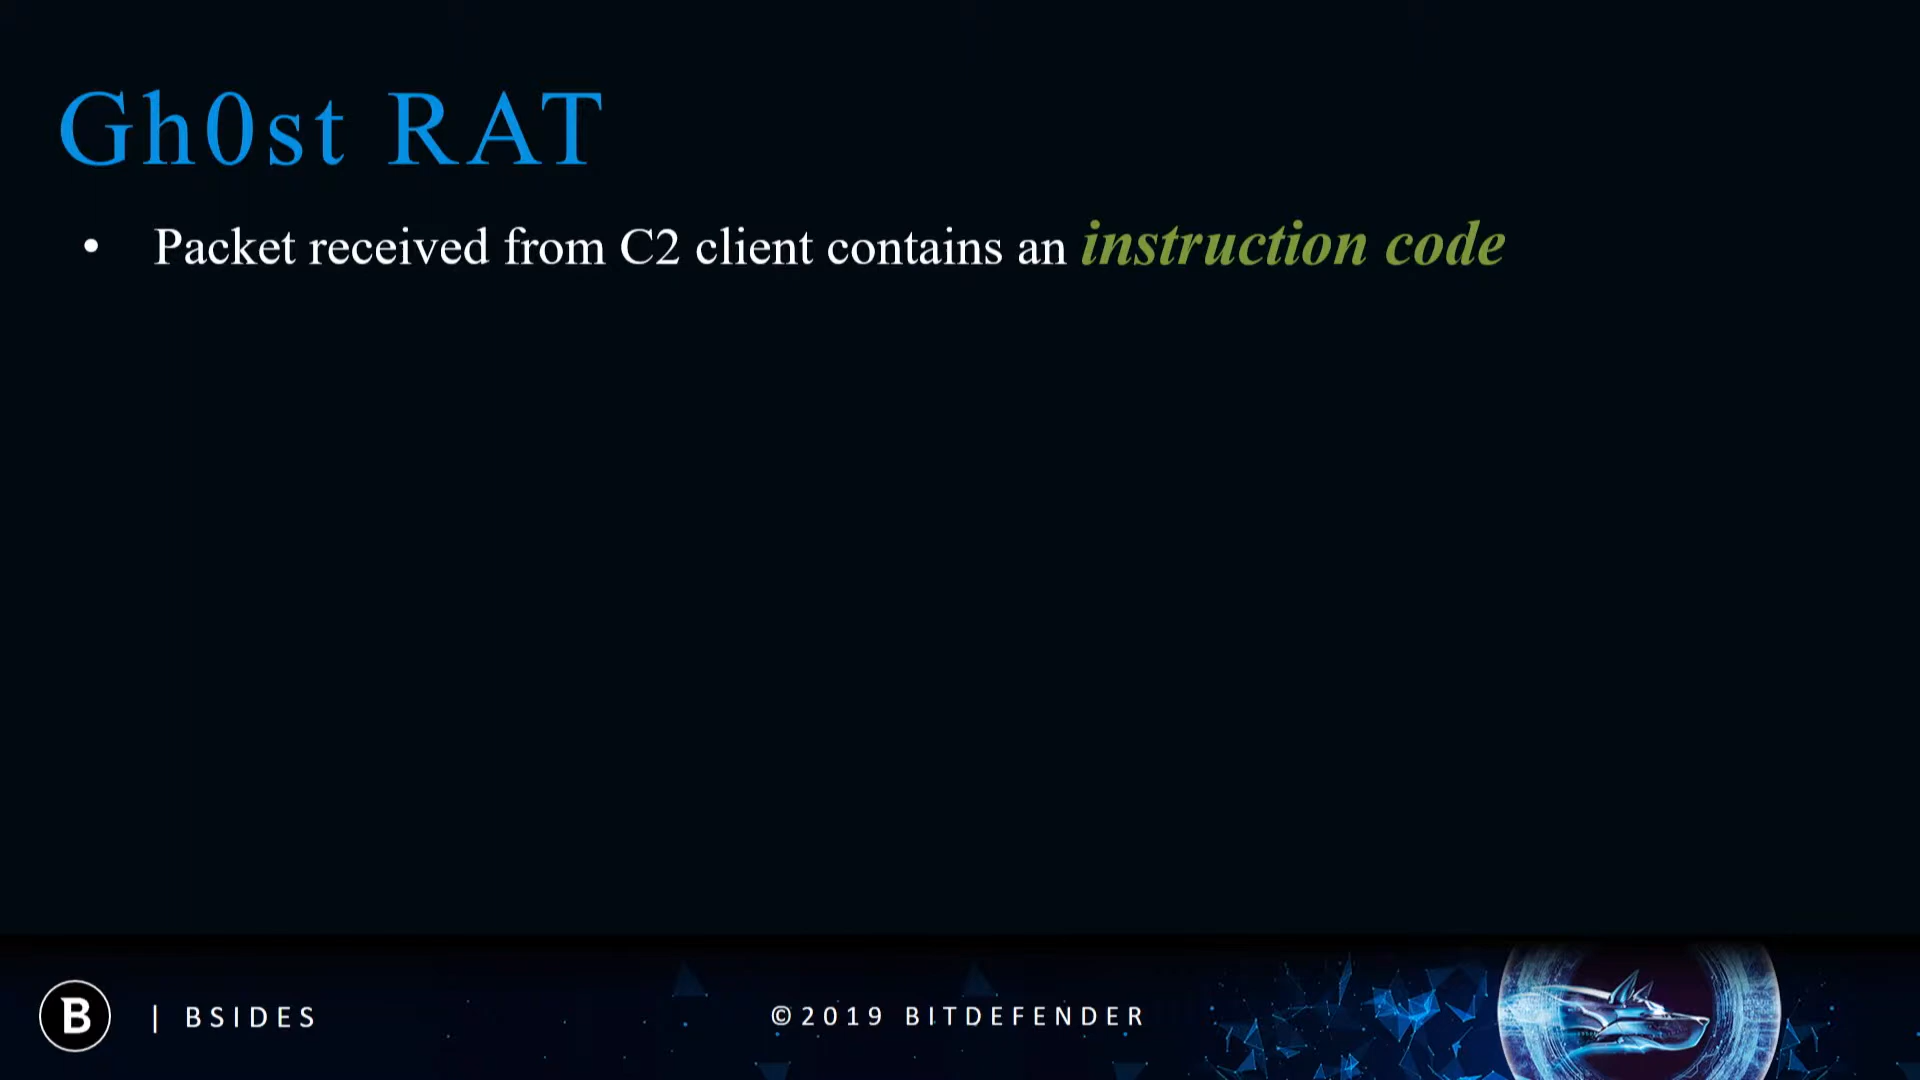 Gh0st RAT
• Packet received from C2 client contains an instruction code
B | BSIDES
©2019 BITDEFENDER